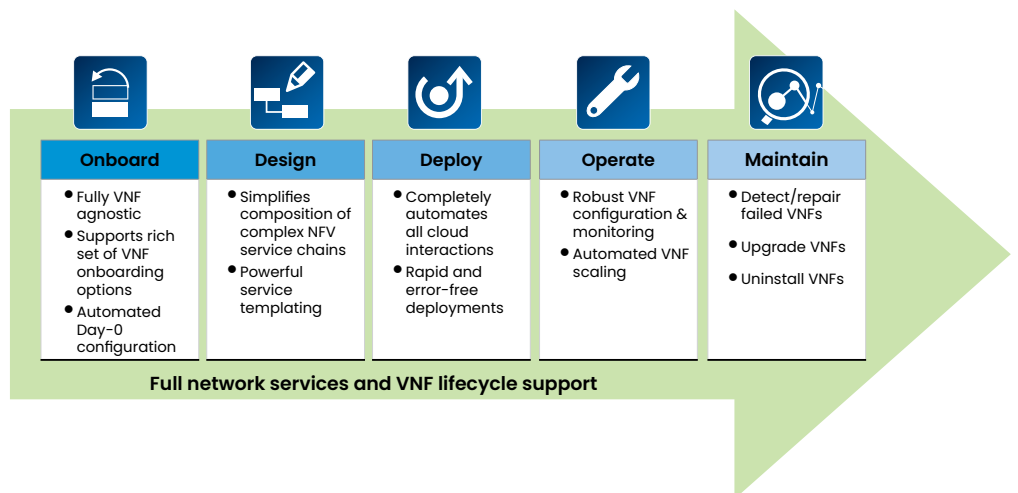 Onboard
• Fully VNF
agnostic
• Supports rich
set of VNF
onboarding
options
• Automated
Day-0
configuration
Design
• Simplifies
composition of
complex NFV
service chains
• Powerful
service
templating
Deploy
• Completely
automates
all cloud
interactions
• Rapid and
error-free
deployments
Operate
• Robust VNF
configuration &
monitoring
• Automated VNF
scaling
Maintain
• Detect/repair
failed VNFs
• Upgrade VNFs
• Uninstall VNFs
Full network services and VNF lifecycle support